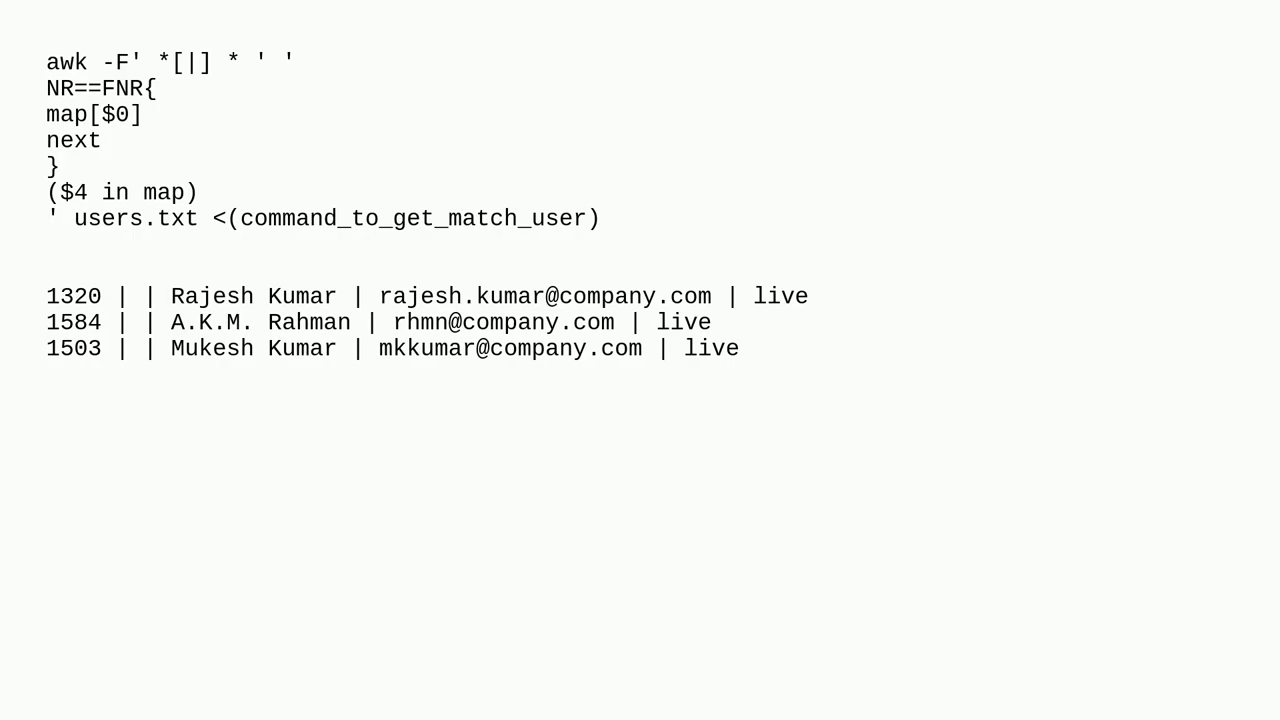 awk -F' *[|] * ' '
NR==FNR{
map[$0]
next
}
($4 in map)
' users.txt <(command_to_get_match_user)
1320 | | Rajesh Kumar | rajesh.kumar@company.com | live
1584 | | A.K.M. Rahman | rhmn@company.com | live
1503 | | Mukesh Kumar | mkkumar@company.com | live